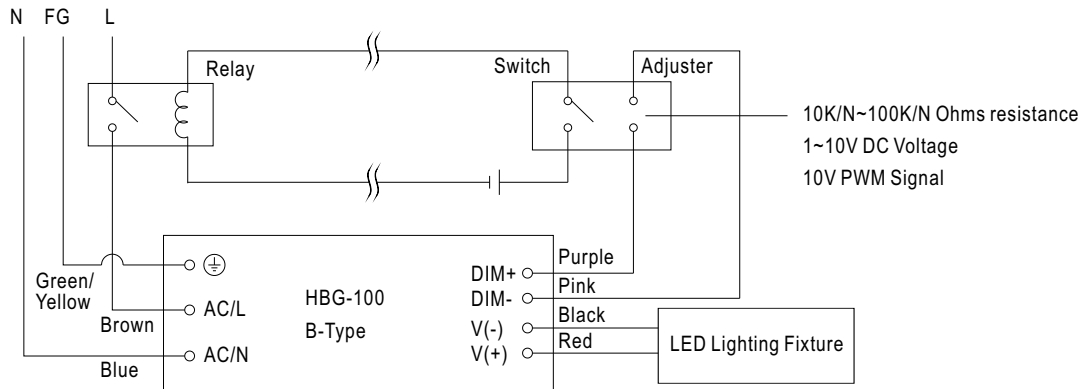 N FG L
Relay
Switch
Adjuster
10K/N~100K/N Ohms resistance
1~10V DC Voltage
10V PWM Signal
Green/
Yellow
Brown
Blue
AC/L
AC/N
HBG-100
B-Type
DIM+
DIM-
V(-)
V(+)
Purple
Pink
Black
Red
LED Lighting Fixture